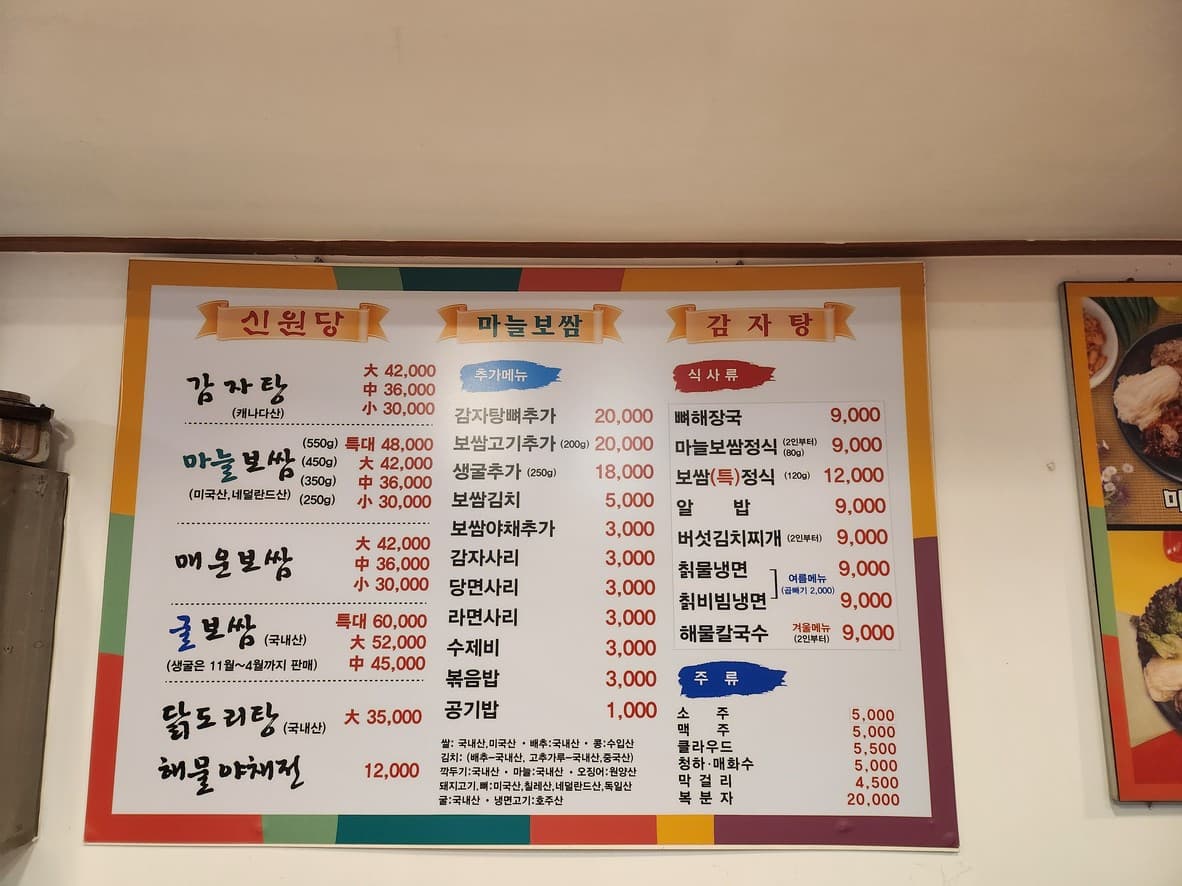 신원당
감자탕
(캐나다산)
大 42,000
中 36,000
小 30,000
마늘보쌈
(미국산,네덜란드산)
(550g) 특대 48,000
(450g) 大 42,000
(350g) 中 36,000
(250g) 小 30,000
매운보쌈
大 42,000
中 36,000
小 30,000
굴보쌈 (국내산)
(생굴은 11월~4월까지 판매)
특대 60,000
大 52,000
中 45,000
닭도리탕 (국내산) 大 35,000
해물야채전 12,000
마늘보쌈
추가메뉴
감자탕뼈추가 20,000
보쌈고기추가 (200g) 20,000
생굴추가 (250g) 18,000
보쌈김치 5,000
보쌈야채추가 3,000
감자사리 3,000
당면사리 3,000
라면사리 3,000
수제비 3,000
볶음밥 3,000
공기밥 1,000
쌀: 국내산,미국산 • 배추:국내산 • 콩:수입산
김치: (배추-국내산, 고추가루-국내산,중국산)
깍두기:국내산 • 마늘:국내산 • 오징어:원양산
돼지고기,뼈:미국산,칠레산,네덜란드산,독일산
굴:국내산 • 냉면고기:호주산
감자탕
식사류
뼈해장국 9,000
마늘보쌈정식 (2인부터) (80g) 9,000
보쌈(특)정식 (120g) 12,000
알 밥 9,000
버섯김치찌개 (2인부터) 9,000
칡물냉면 9,000
칡비빔냉면 9,000
여름메뉴
(곱빼기 2,000)
해물칼국수 겨울메뉴 (2인부터) 9,000
주 류
소 주 5,000
맥 주 5,000
클라우드 5,500
청하·매화수 5,000
막 걸 리 4,500
복 분 자 20,000